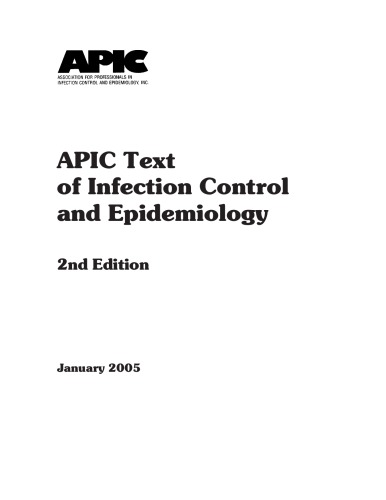 APIC
ASSOCIATION FOR PROFESSIONALS IN
INFECTION CONTROL AND EPIDEMIOLOGY, INC.
APIC Text
of Infection Control
and Epidemiology
2nd Edition
January 2005